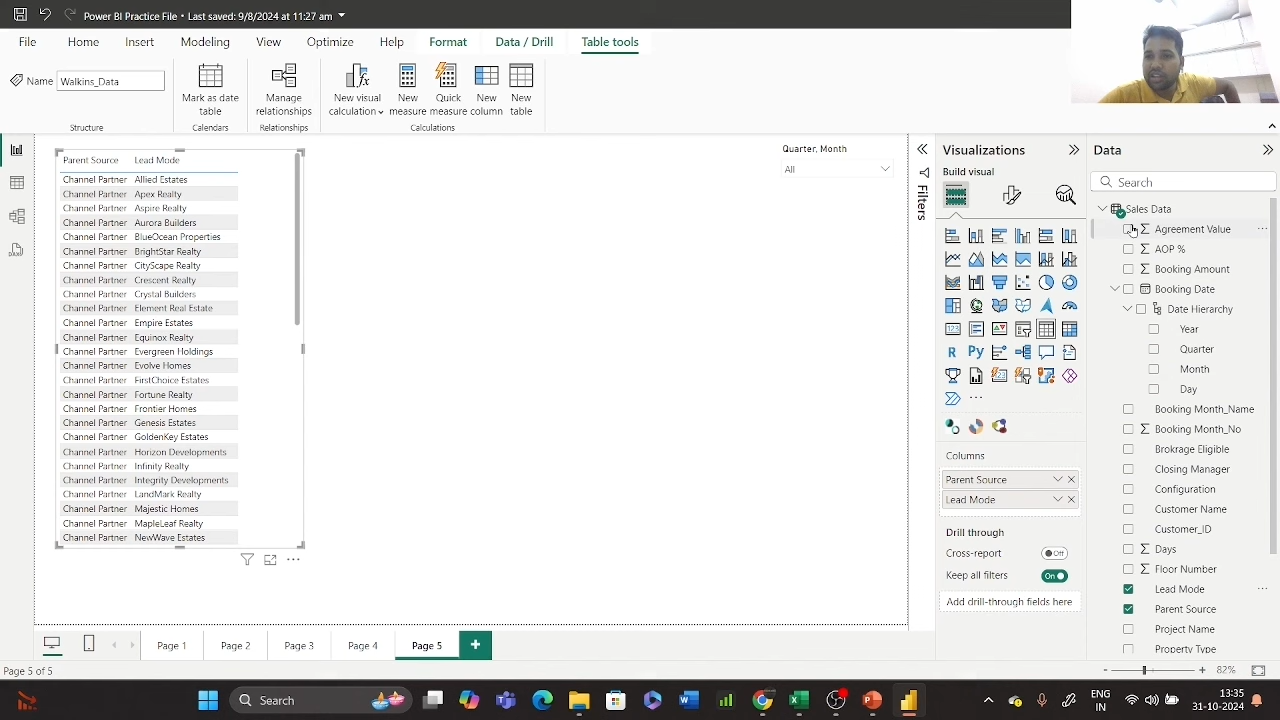 Power BI Practice File • Last saved: 9/8/2024 at 11:27 am
File
Home
Insert
Modeling
View
Optimize
Help
Format
Data / Drill
Table tools
Name
Walkins_Data
Mark as date table
Manage relationships
New visual calculation
New measure
Quick measure
New column
New table
Structure
Calendars
Relationships
Calculations
Parent Source Lead Mode
Channel Partner Allied Estates
Channel Partner Apex Realty
Channel Partner Aspire Realty
Channel Partner Aurora Builders
Channel Partner BlueOcean Properties
Channel Partner BrightStar Realty
Channel Partner CityScape Realty
Channel Partner Crescent Realty
Channel Partner Crystal Builders
Channel Partner Element Real Estate
Channel Partner Empire Estates
Channel Partner Equinox Realty
Channel Partner Evergreen Holdings
Channel Partner Evolve Homes
Channel Partner FirstChoice Estates
Channel Partner Fortune Realty
Channel Partner Frontier Homes
Channel Partner Genesis Estates
Channel Partner GoldenKey Estates
Channel Partner Horizon Developments
Channel Partner Infinity Realty
Channel Partner Integrity Developments
Channel Partner LandMark Realty
Channel Partner Majestic Homes
Channel Partner MapleLeaf Realty
Channel Partner NewWave Estates
Quarter, Month
All
Filters
Visualizations
Build visual
R Py
Columns
Parent Source
Lead Mode
Drill through
Cross-report
Off
Keep all filters
On
Add drill-through fields here
Data
Search
Sales Data
Agreement Value
AOP %
Booking Amount
Booking Date
Date Hierarchy
Year
Quarter
Month
Day
Booking Month_Name
Booking Month_No
Brokrage Eligible
Closing Manager
Configuration
Customer Name
Customer_ID
Days
Floor Number
Lead Mode
Parent Source
Project Name
Property Type
Page 1
Page 2
Page 3
Page 4
Page 5
Page 5 of 5
82%
Search
ENG
IN
13:35
31-10-2024